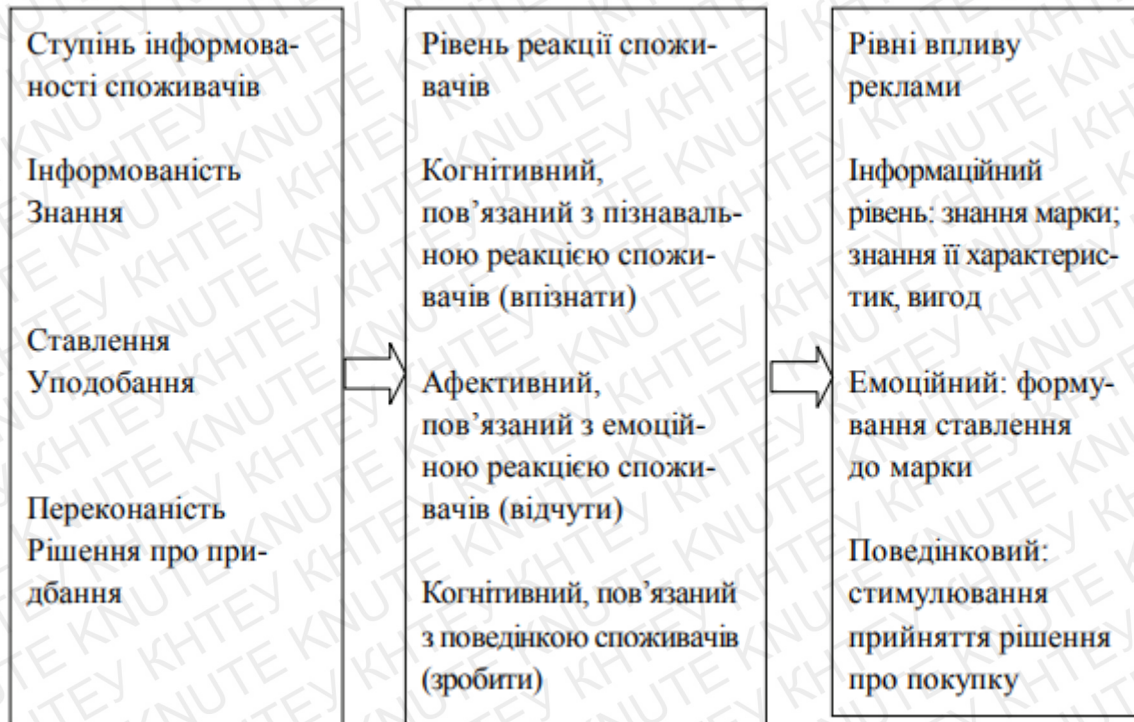 Ступінь інформова-
ності споживачів
Інформованість
Знання
Ставлення
Уподобання
Переконаність
Рішення про при-
дбання
Рівень реакції спожи-
вачів
Когнітивний,
пов’язаний з пізнаваль-
ною реакцією спожи-
вачів (впізнати)
Афективний,
пов’язаний з емоцій-
ною реакцією спожи-
вачів (відчути)
Когнітивний, пов’язаний
з поведінкою споживачів
(зробити)
Рівні впливу
реклами
Інформаційний
рівень: знання марки;
знання її характерис-
тик, вигод
Емоційний: форму-
вання ставлення
до марки
Поведінковий:
стимулювання
прийняття рішення
про покупку